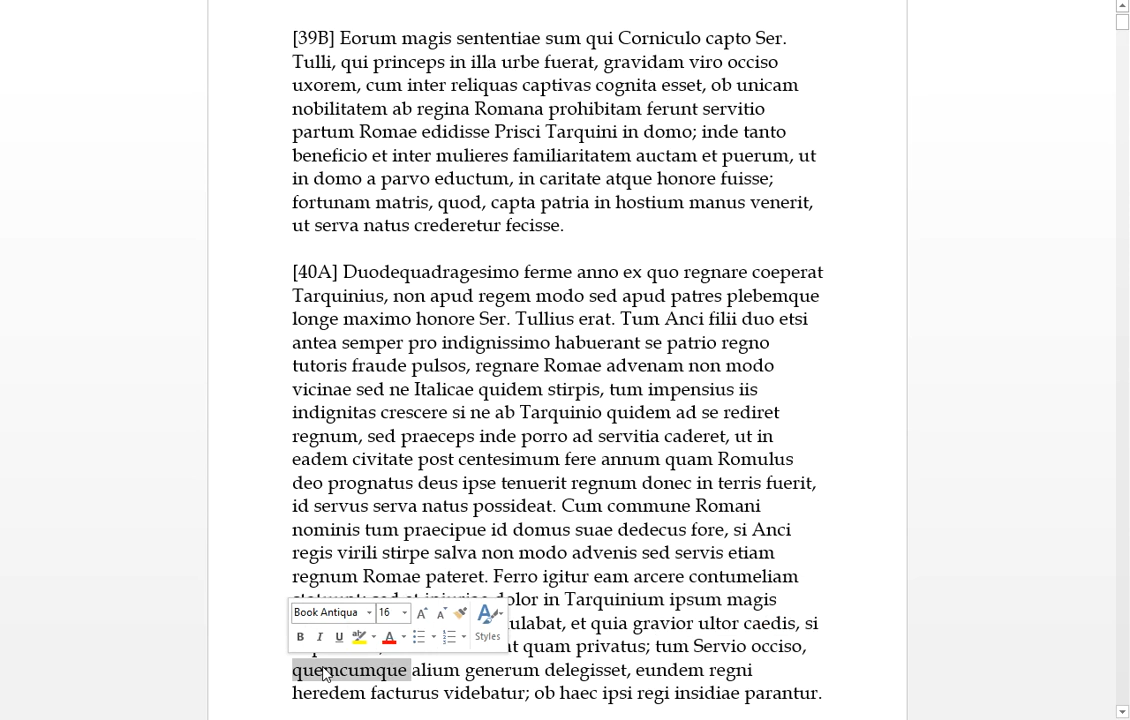 [39B] Eorum magis sententiae sum qui Corniculo capto Ser.
Tulli, qui princeps in illa urbe fuerat, gravidam viro occiso
uxorem, cum inter reliquas captivas cognita esset, ob unicam
nobilitatem ab regina Romana prohibitam ferunt servitio
partum Romae edidisse Prisci Tarquini in domo; inde tanto
beneficio et inter mulieres familiaritatem auctam et puerum, ut
in domo a parvo eductum, in caritate atque honore fuisse;
fortunam matris, quod, capta patria in hostium manus venerit,
ut serva natus crederetur fecisse.
[40A] Duodequadragesimo ferme anno ex quo regnare coeperat
Tarquinius, non apud regem modo sed apud patres plebemque
longe maximo honore Ser. Tullius erat. Tum Anci filii duo etsi
antea semper pro indignissimo habuerant se patrio regno
tutoris fraude pulsos, regnare Romae advenam non modo
vicinae sed ne Italicae quidem stirpis, tum impensius iis
indignitas crescere si ne ab Tarquinio quidem ad se rediret
regnum, sed praeceps inde porro ad servitia caderet, ut in
eadem civitate post centesimum fere annum quam Romulus
deo prognatus deus ipse tenuerit regnum donec in terris fuerit,
id servus serva natus possideat. Cum commune Romani
nominis tum praecipue id domus suae dedecus fore, si Anci
regis virili stirpe salva non modo advenis sed servis etiam
regnum Romae pateret. Ferro igitur eam arcere contumeliam
dolor in Tarquinium ipsum magis
Book Antiqua 16
ulabat, et quia gravior ultor caedis, si
B I U ab A Styles
at quam privatus; tum Servio occiso,
quemcumque alium generum delegisset, eundem regni
heredem facturus videbatur; ob haec ipsi regi insidiae parantur.